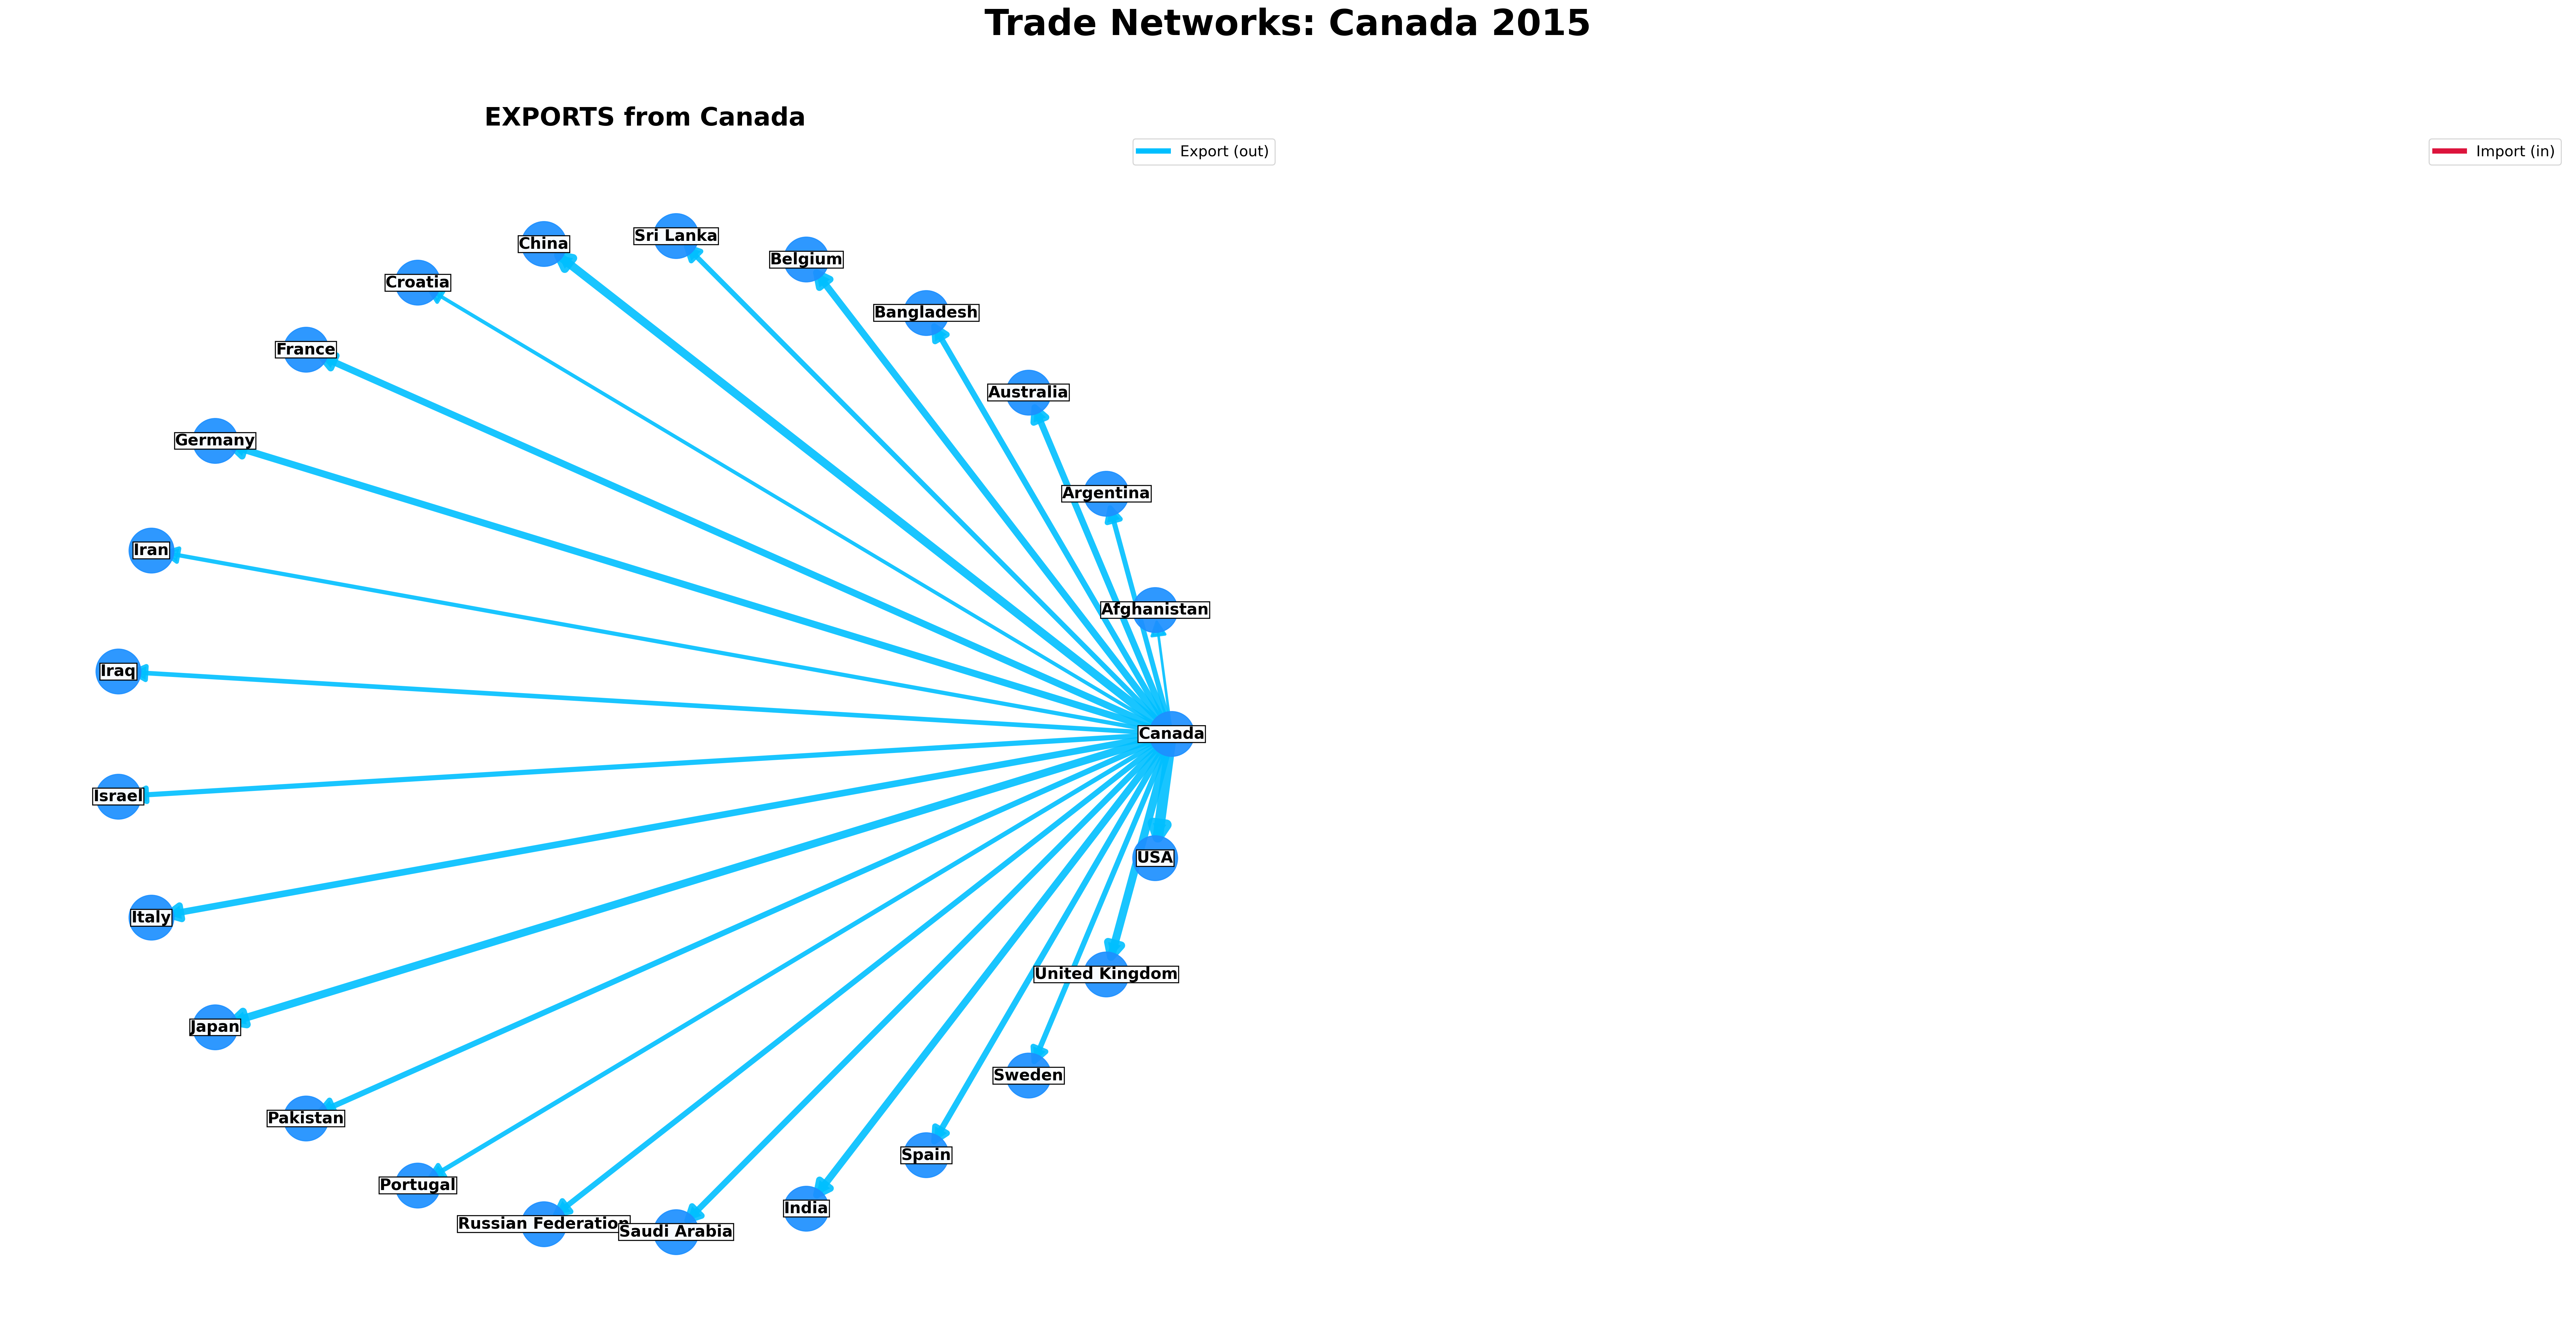 Trade Networks: Canada 2015
EXPORTS from Canada
Export (out)
Import (in)
Sri Lanka
China
Belgium
Croatia
Bangladesh
France
Australia
Germany
Argentina
Iran
Afghanistan
Iraq
Canada
Israel
USA
Italy
United Kingdom
Japan
Sweden
Pakistan
Spain
Portugal
India
Russian Federation
Saudi Arabia